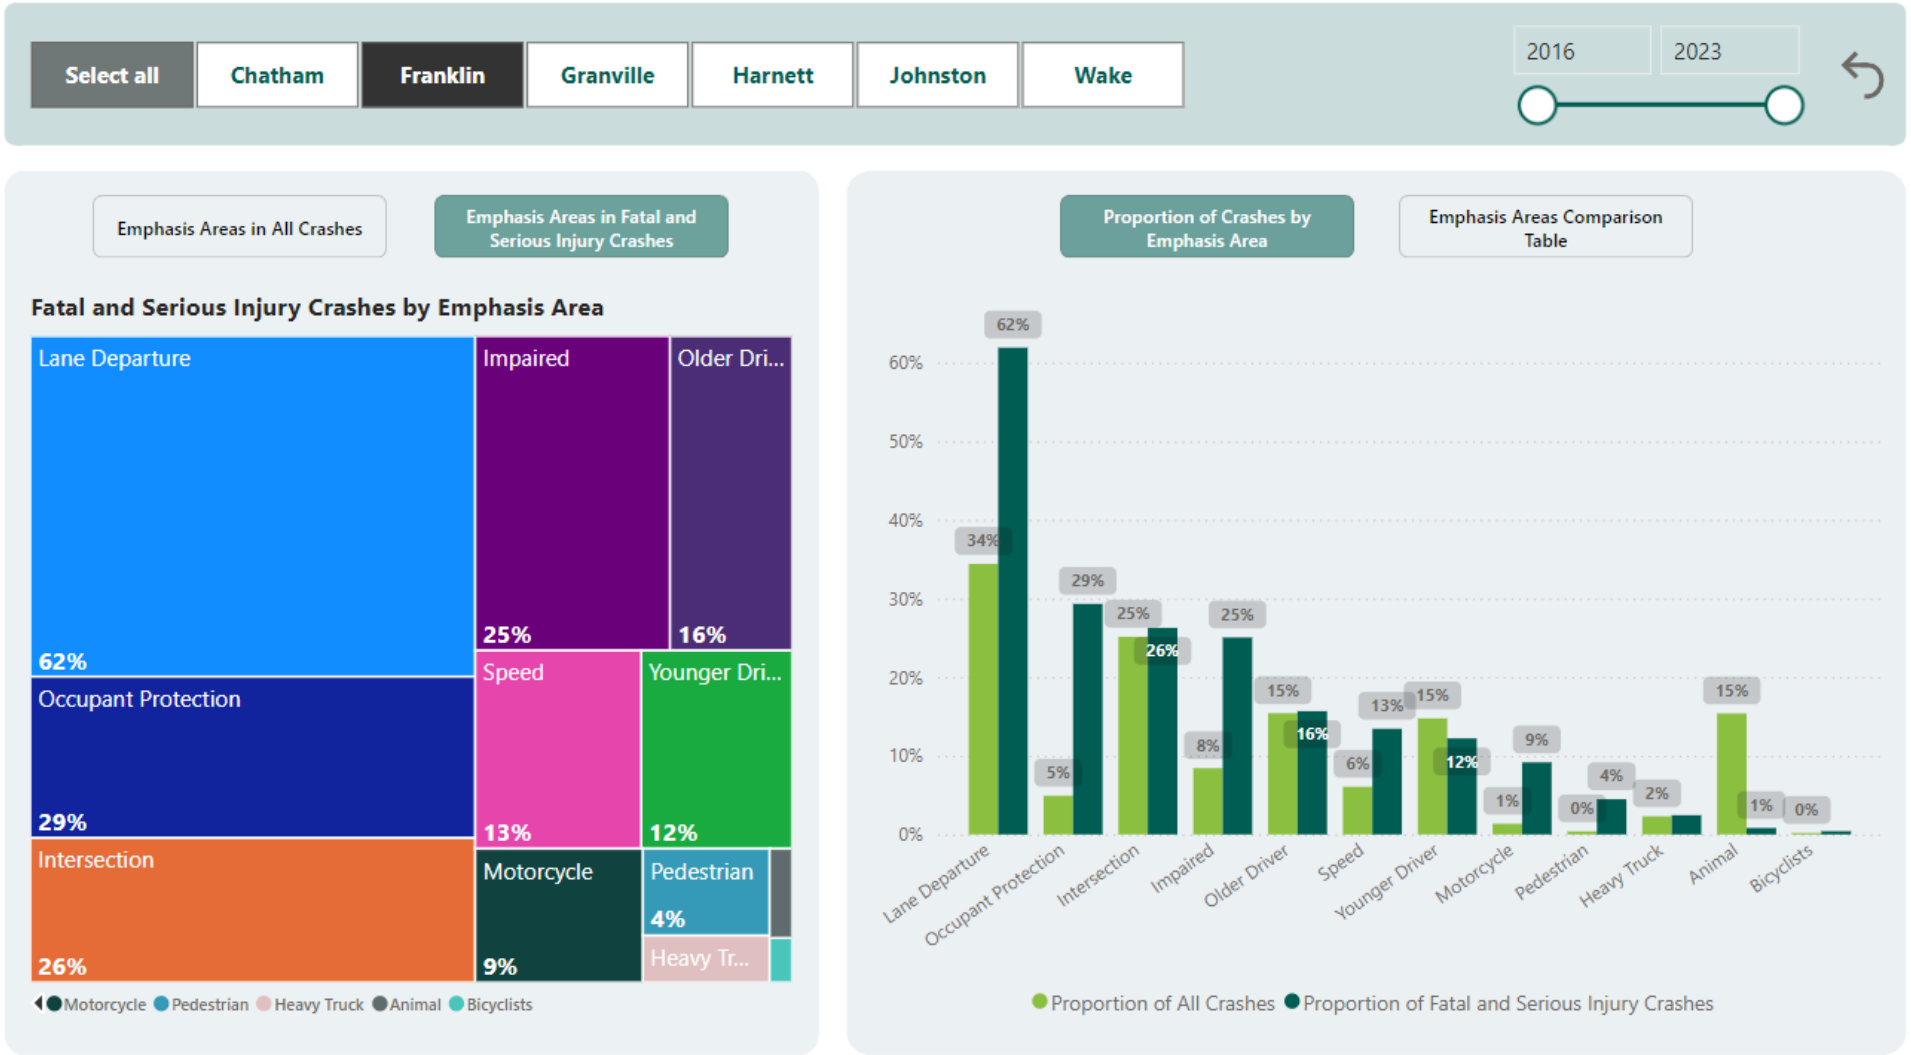 Select all
Chatham
Franklin
Granville
Harnett
Johnston
Wake
2016
2023
Emphasis Areas in All Crashes
Emphasis Areas in Fatal and
Serious Injury Crashes
Fatal and Serious Injury Crashes by Emphasis Area
Lane Departure
62%
Occupant Protection
29%
Intersection
26%
Impaired
25%
Older Dri...
16%
Speed
13%
Younger Dri...
12%
Motorcycle
9%
Pedestrian
4%
Heavy Tr...
Motorcycle
Pedestrian
Heavy Truck
Animal
Bicyclists
Proportion of Crashes by
Emphasis Area
Emphasis Areas Comparison
Table
60%
50%
40%
30%
20%
10%
0%
34%
62%
5%
29%
25%
26%
8%
25%
15%
16%
6%
13%
15%
12%
1%
9%
0%
4%
2%
15%
1%
0%
Lane Departure
Occupant Protection
Intersection
Impaired
Older Driver
Speed
Younger Driver
Motorcycle
Pedestrian
Heavy Truck
Animal
Bicyclists
Proportion of All Crashes
Proportion of Fatal and Serious Injury Crashes